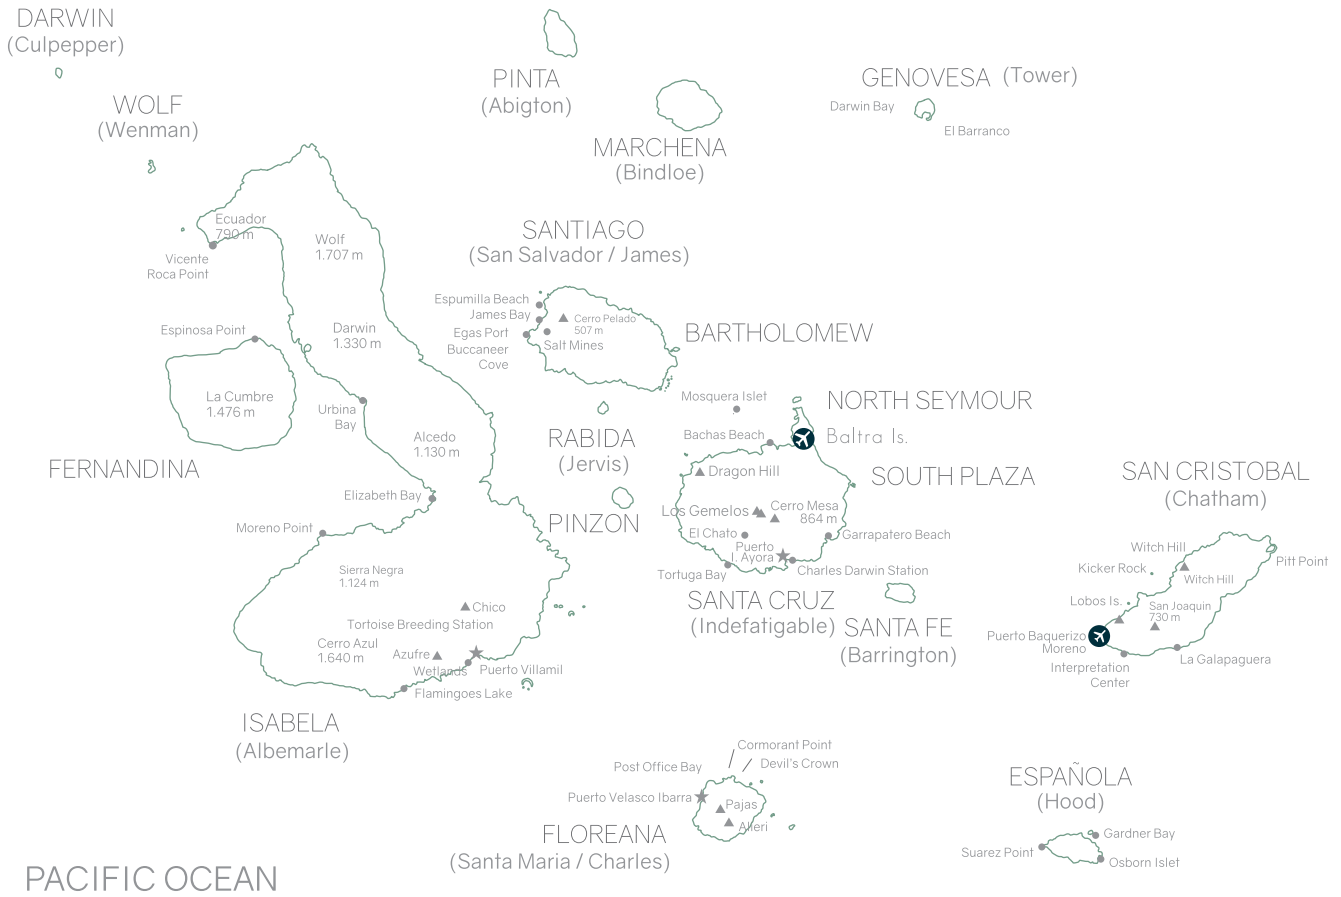 DARWIN
(Culpepper)
WOLF
(Wenman)
PINTA
(Abigton)
MARCHENA
(Bindloe)
GENOVESA (Tower)
Darwin Bay
El Barranco
Ecuador
790 m
Vicente
Roca Point
Wolf
1.707 m
SANTIAGO
(San Salvador / James)
Espumilla Beach
James Bay
Egas Port
Buccaneer
Cove
Cerro Pelado
507 m
Salt Mines
BARTHOLOMEW
Espinosa Point
Darwin
1.330 m
La Cumbre
1.476 m
Urbina
Bay
FERNANDINA
Alcedo
1.130 m
Elizabeth Bay
Moreno Point
RABIDA
(Jervis)
PINZON
Mosquera Islet
NORTH SEYMOUR
Bachas Beach
Baltra Is.
Dragon Hill
SOUTH PLAZA
Los Gemelos
Cerro Mesa
864 m
El Chato
Puerto
I. Ayora
Garrapatero Beach
Tortuga Bay
Charles Darwin Station
SANTA CRUZ
(Indefatigable)
SANTA FE
(Barrington)
SAN CRISTOBAL
(Chatham)
Witch Hill
Kicker Rock
Witch Hill
Pitt Point
Lobos Is.
San Joaquin
730 m
Puerto Baquerizo
Moreno
Interpretation
Center
La Galapaguera
Sierra Negra
1.124 m
Chico
Tortoise Breeding Station
Cerro Azul
1.640 m
Azufre
Wetlands
Puerto Villamil
Flamingoes Lake
ISABELA
(Albemarle)
Cormorant Point
Devil's Crown
Post Office Bay
Puerto Velasco Ibarra
Pajas
Alieri
FLOREANA
(Santa Maria / Charles)
ESPAÑOLA
(Hood)
Gardner Bay
Suarez Point
Osborn Islet
PACIFIC OCEAN